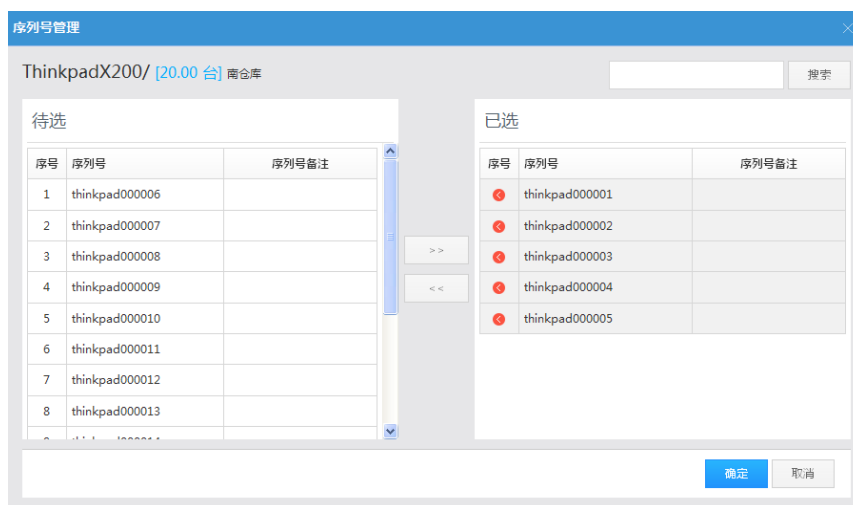 序列号管理
ThinkpadX200/ [20.00 台] 南仓库
搜索
待选
序号 序列号 序列号备注
1 thinkpad000006
2 thinkpad000007
3 thinkpad000008
4 thinkpad000009
5 thinkpad000010
6 thinkpad000011
7 thinkpad000012
8 thinkpad000013
>>
<<
已选
序号 序列号 序列号备注
thinkpad000001
thinkpad000002
thinkpad000003
thinkpad000004
thinkpad000005
确定 取消